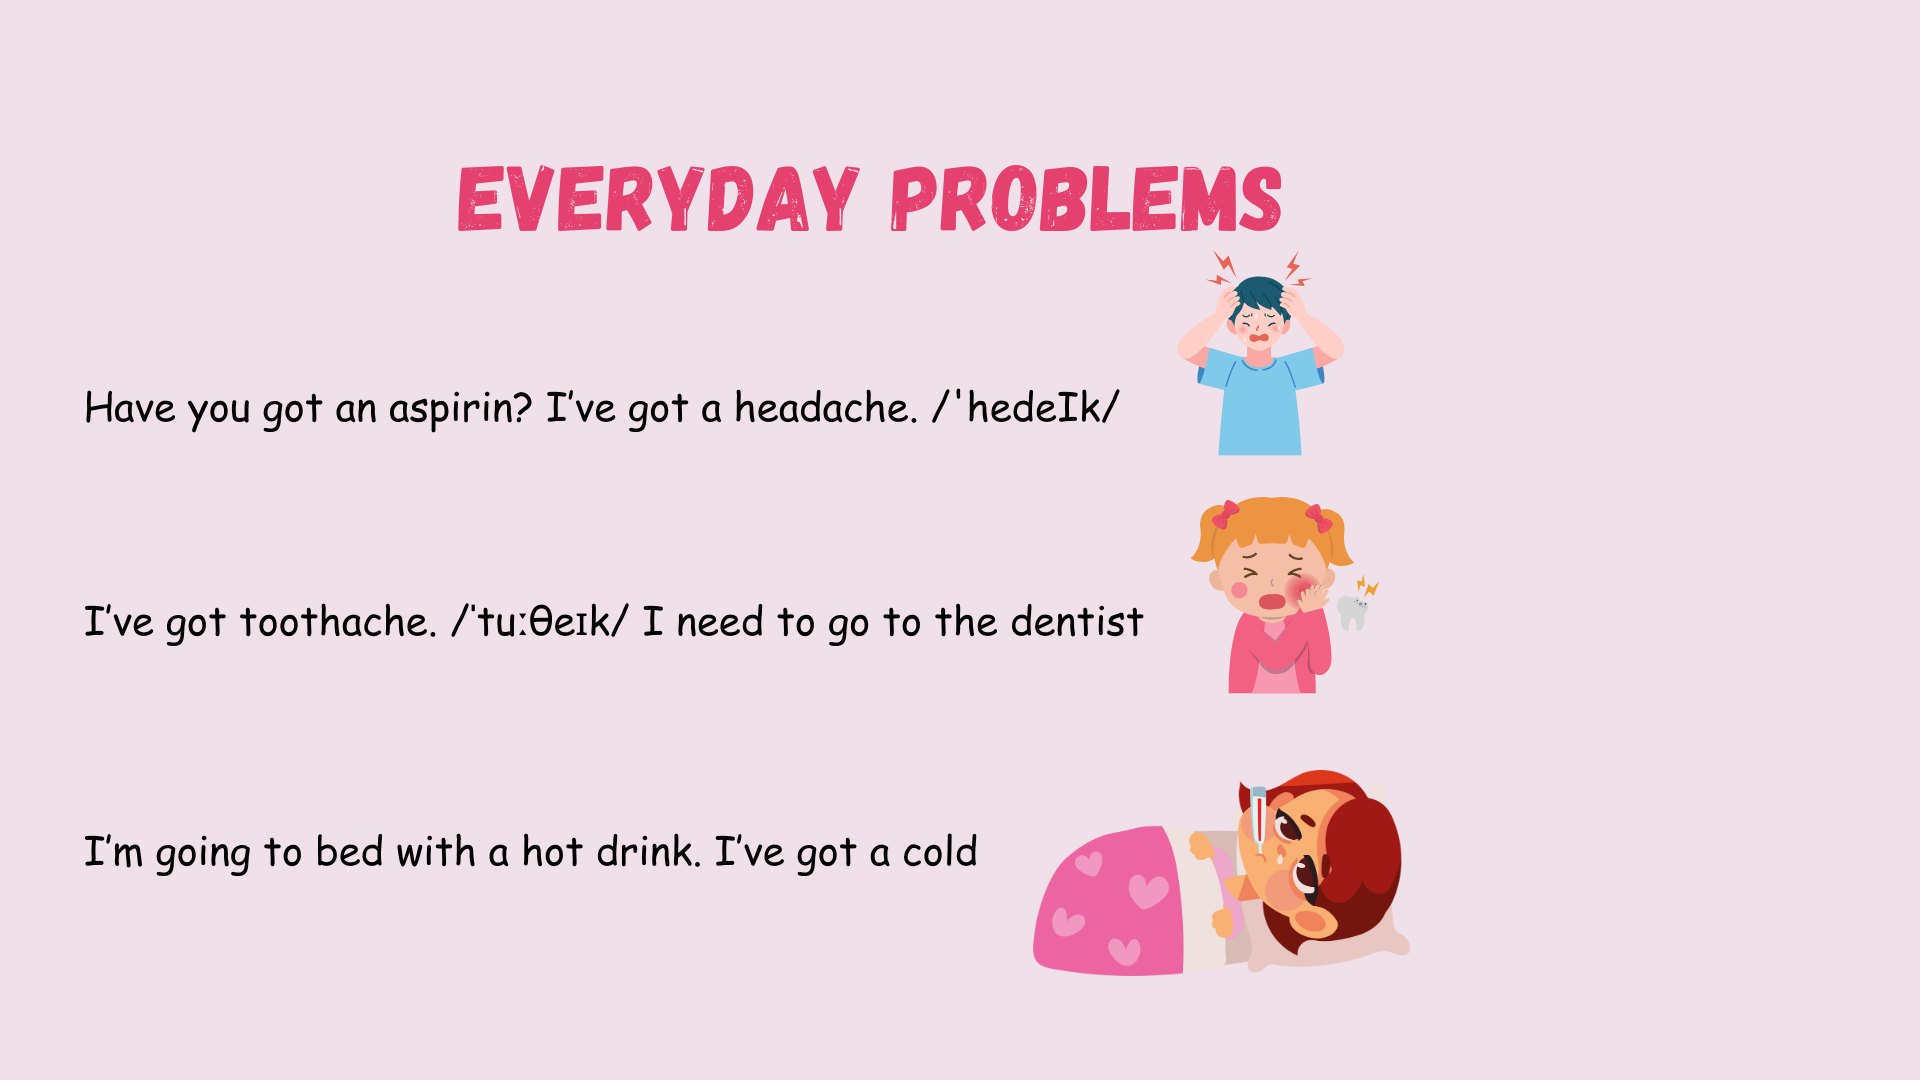 EVERYDAY PROBLEMS
Have you got an aspirin? I’ve got a headache. /ˈhedeIk/
I’ve got toothache. /ˈtuːθeɪk/ I need to go to the dentist
I’m going to bed with a hot drink. I’ve got a cold